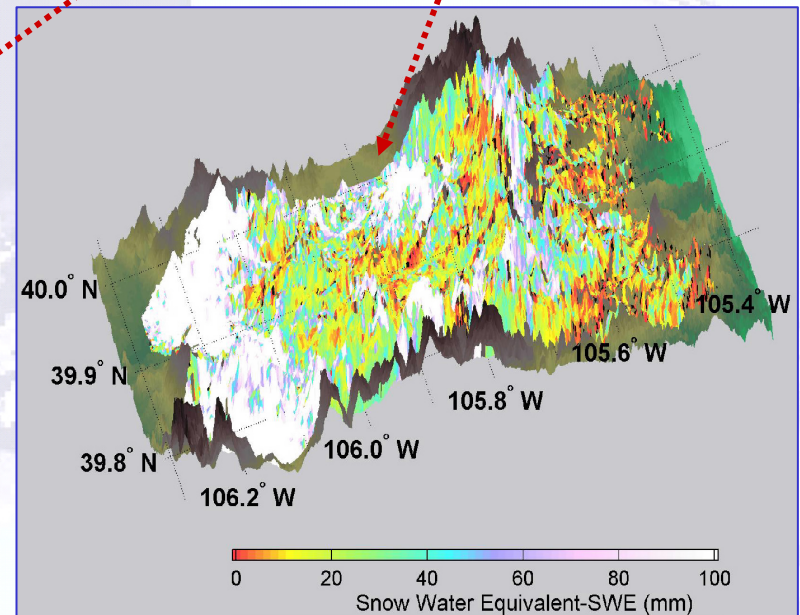 40.0° N
39.9° N
39.8° N
106.2° W
106.0° W
105.8° W
105.6° W
105.4° W
0 20 40 60 80 100
Snow Water Equivalent-SWE (mm)